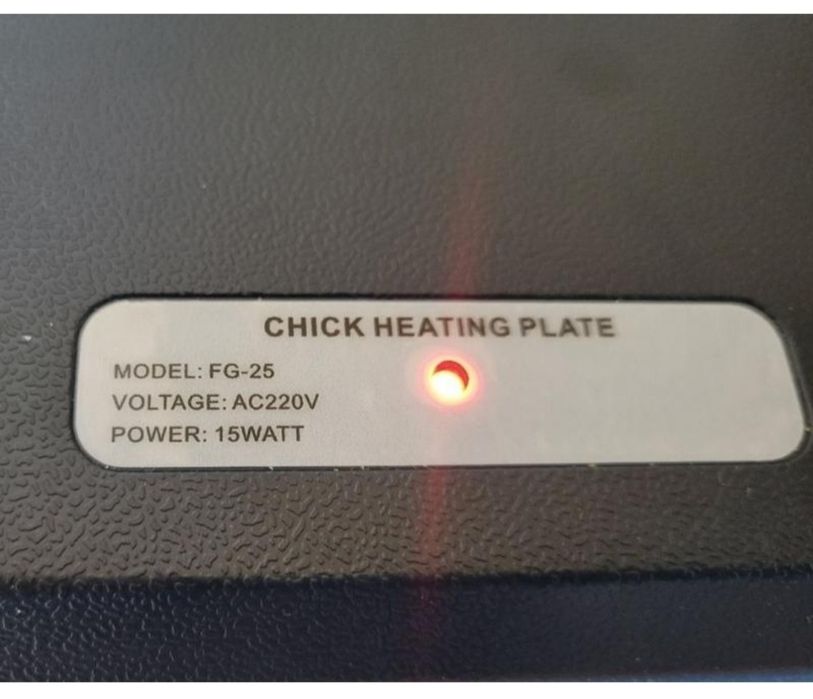 CHICK HEATING PLATE
MODEL: FG-25
VOLTAGE: AC220V
POWER: 15WATT